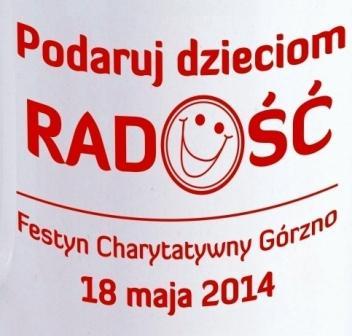 Podaruj dzieciom
RADOŚĆ
Festyn Charytatywny Górzno
18 maja 2014